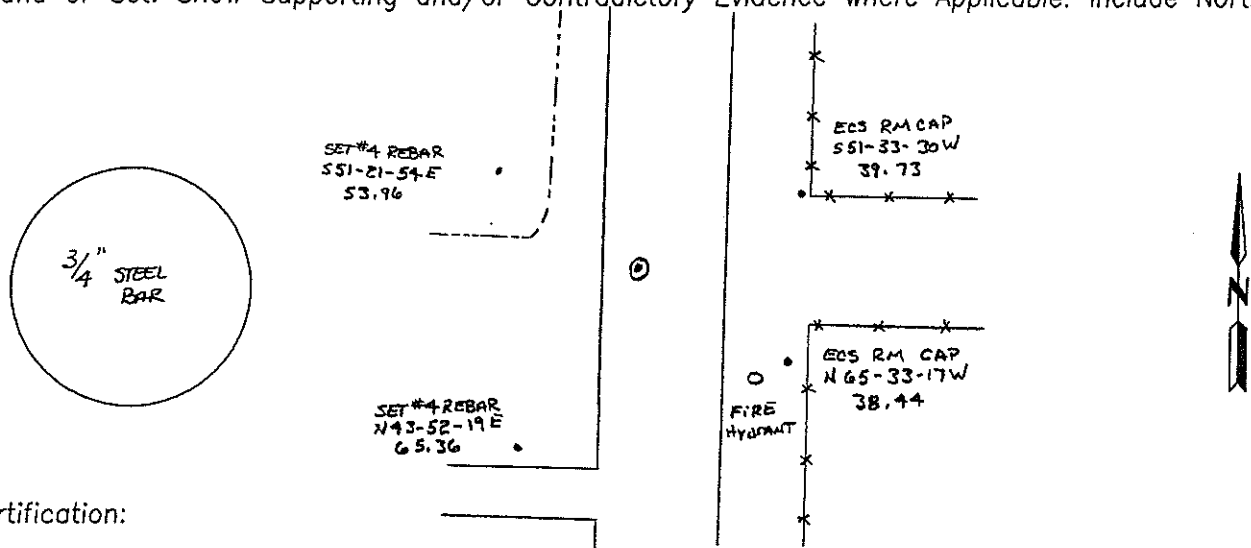 and or Set. Show Supporting and/or Contradictory Evidence where Applicable. Include Nort
ECS RM CAP
S51-33-30W
39.73
SET #4 REBAR
S51-21-54E
53.96
3/4" STEEL
BAR
N
ECS RM CAP
N65-33-17W
38.44
FIRE
HYDRANT
SET #4 REBAR
N43-52-19E
65.36
rtification: